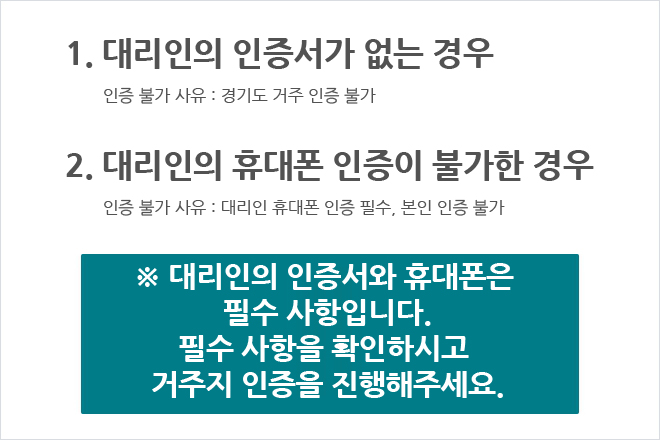 1. 대리인의 인증서가 없는 경우
인증 불가 사유 : 경기도 거주 인증 불가
2. 대리인의 휴대폰 인증이 불가한 경우
인증 불가 사유 : 대리인 휴대폰 인증 필수, 본인 인증 불가
※ 대리인의 인증서와 휴대폰은
필수 사항입니다.
필수 사항을 확인하시고
거주지 인증을 진행해주세요.